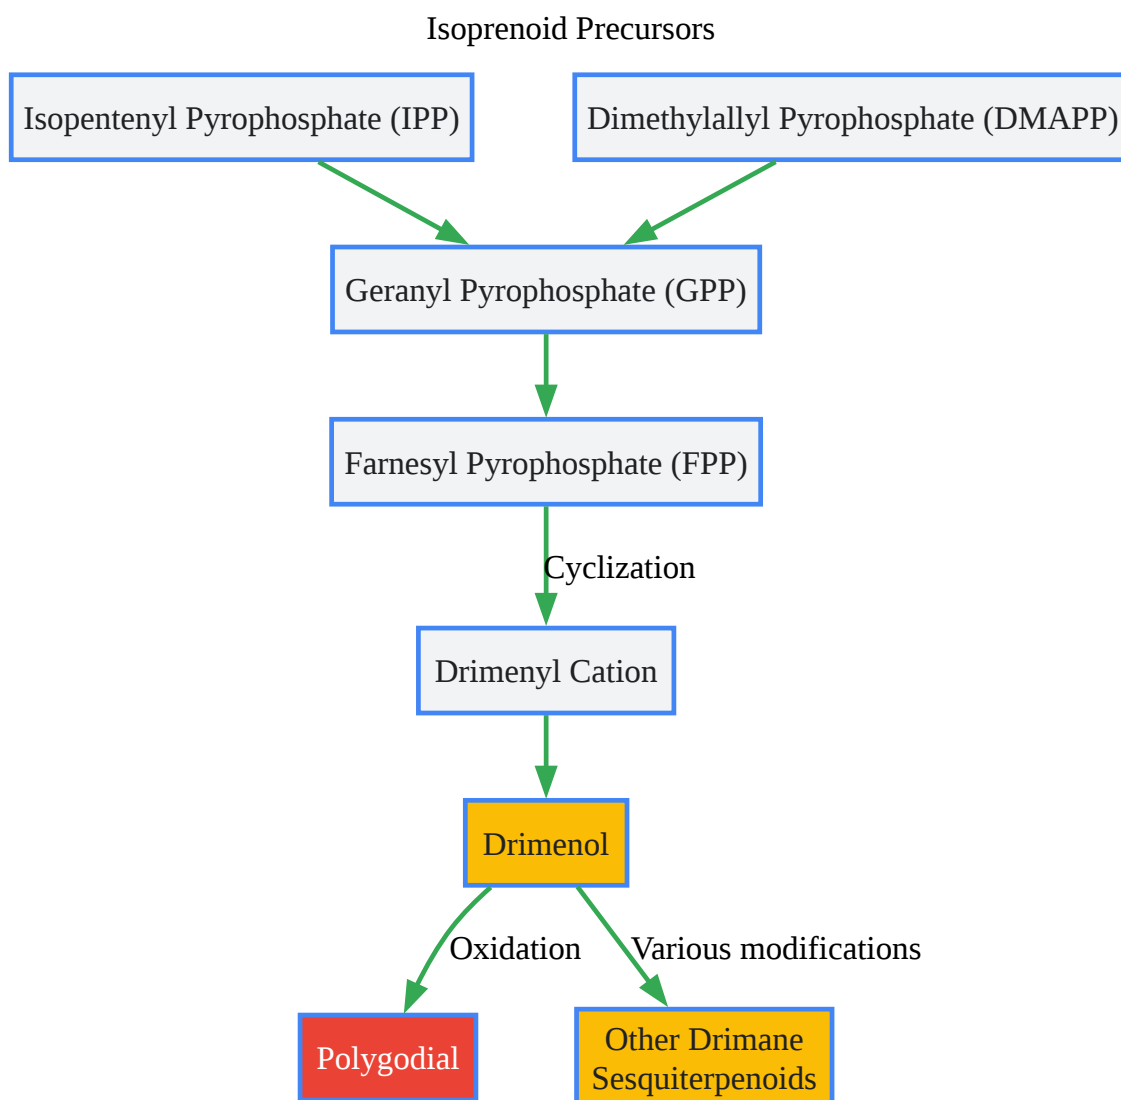 Isoprenoid Precursors
Isopentenyl Pyrophosphate (IPP)
Dimethylallyl Pyrophosphate (DMAPP)
Geranyl Pyrophosphate (GPP)
Farnesyl Pyrophosphate (FPP)
Cyclization
Drimenyl Cation
Drimenol
Oxidation
Various modifications
Polygodial
Other Drimane
Sesquiterpenoids